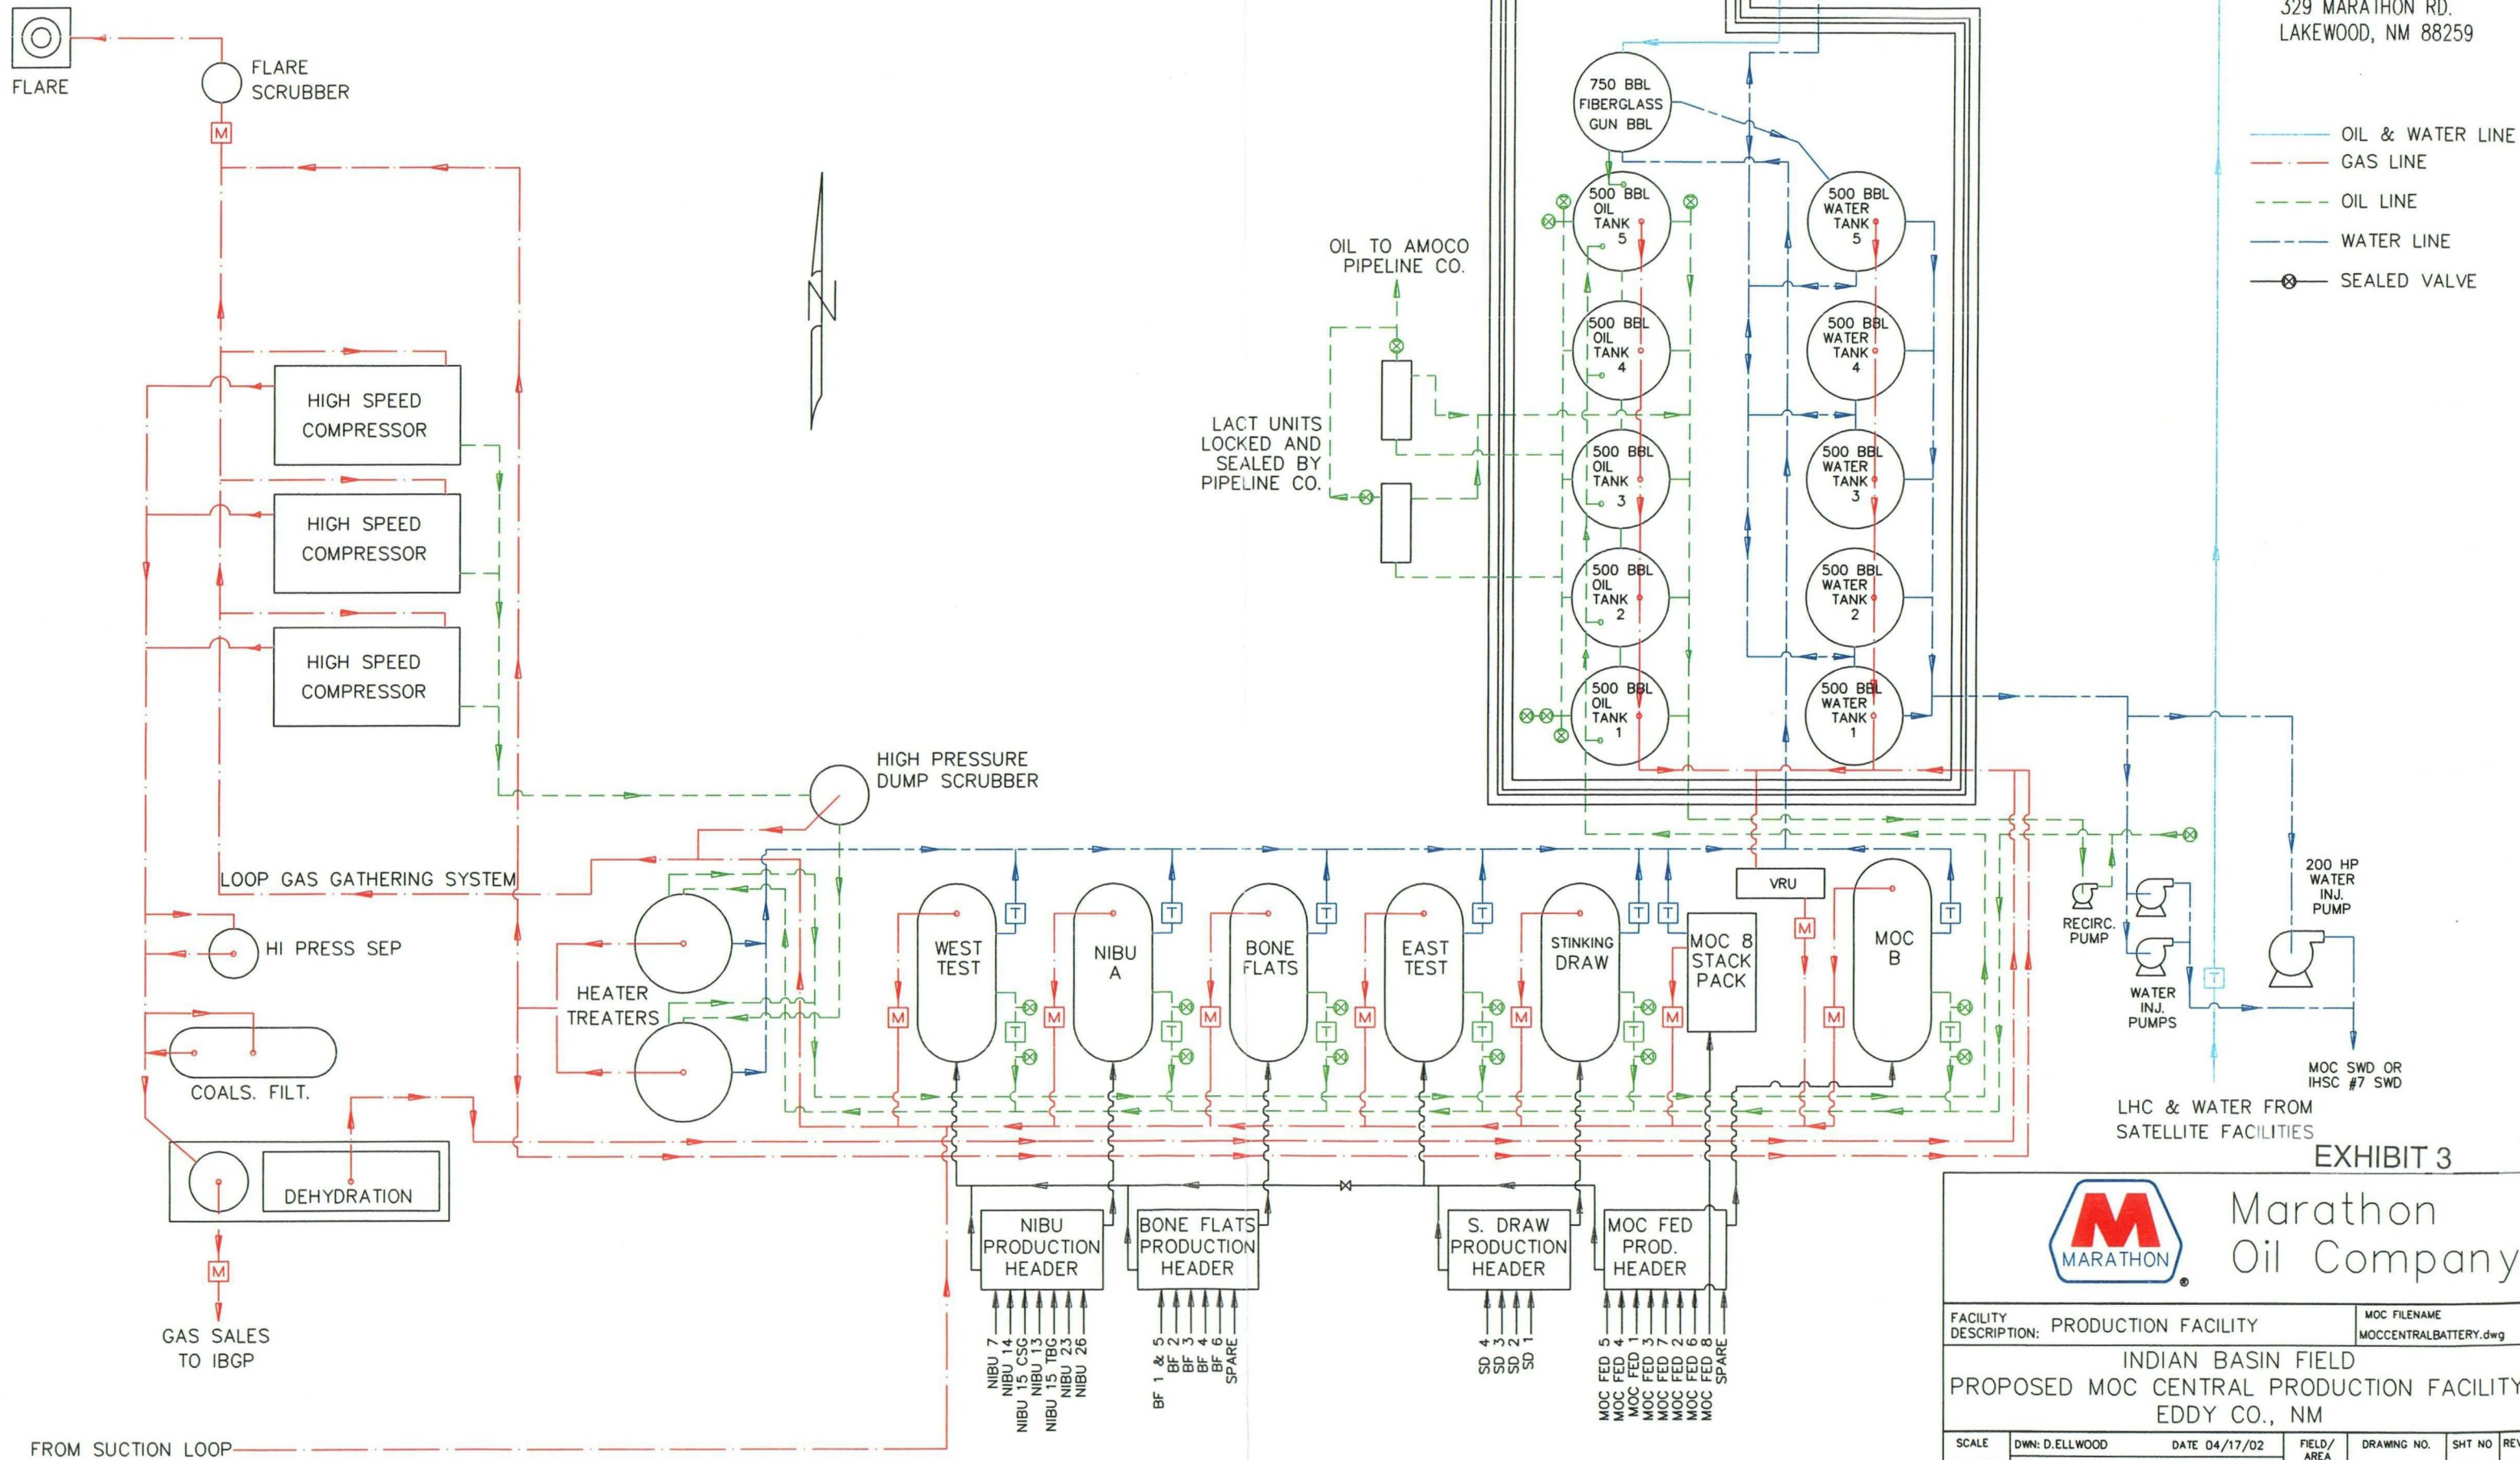 329 MARATHON RD.
LAKEWOOD, NM 88259
FLARE
FLARE
SCRUBBER
M
750 BBL
FIBERGLASS
GUN BBL
OIL & WATER LINE
GAS LINE
OIL LINE
WATER LINE
SEALED VALVE
N
OIL TO AMOCO
PIPELINE CO.
LACT UNITS
LOCKED AND
SEALED BY
PIPELINE CO.
500 BBL
OIL
TANK
5
500 BBL
WATER
TANK
5
500 BBL
OIL
TANK
4
500 BBL
WATER
TANK
4
500 BBL
OIL
TANK
3
500 BBL
WATER
TANK
3
500 BBL
OIL
TANK
2
500 BBL
WATER
TANK
2
500 BBL
OIL
TANK
1
500 BBL
WATER
TANK
1
HIGH SPEED
COMPRESSOR
HIGH SPEED
COMPRESSOR
HIGH SPEED
COMPRESSOR
HIGH PRESSURE
DUMP SCRUBBER
LOOP GAS GATHERING SYSTEM
HI PRESS SEP
HEATER
TREATERS
COALS. FILT.
DEHYDRATION
M
GAS SALES
TO IBGP
FROM SUCTION LOOP
WEST
TEST
T
M
T
NIBU
A
T
M
T
BONE
FLATS
T
M
T
EAST
TEST
T
M
T
STINKING
DRAW
T
M
T
MOC 8
STACK
PACK
T
M
VRU
M
MOC
B
T
M
T
RECIRC.
PUMP
WATER
INJ.
PUMPS
200 HP
WATER
INJ.
PUMP
T
MOC SWD OR
IHSC #7 SWD
LHC & WATER FROM
SATELLITE FACILITIES
NIBU
PRODUCTION
HEADER
BONE FLATS
PRODUCTION
HEADER
S. DRAW
PRODUCTION
HEADER
MOC FED
PROD.
HEADER
NIBU 7
NIBU 14
NIBU 15 CSG
NIBU 13
NIBU 15 TBG
NIBU 23
NIBU 26
BF 1 & 5
BF 2
BF 3
BF 4
BF 6
SPARE
SD 4
SD 3
SD 2
SD 1
MOC FED 5
MOC FED 4
MOC FED 1
MOC FED 3
MOC FED 7
MOC FED 2
MOC FED 6
MOC FED 8
SPARE
EXHIBIT 3
M
MARATHON
®
Marathon
Oil Company
FACILITY
DESCRIPTION: PRODUCTION FACILITY
MOC FILENAME
MOCCENTRALBATTERY.dwg
INDIAN BASIN FIELD
PROPOSED MOC CENTRAL PRODUCTION FACILITY
EDDY CO., NM
SCALE
DWN: D.ELLWOOD DATE 04/17/02
FIELD/
AREA
DRAWING NO.
SHT NO
REV